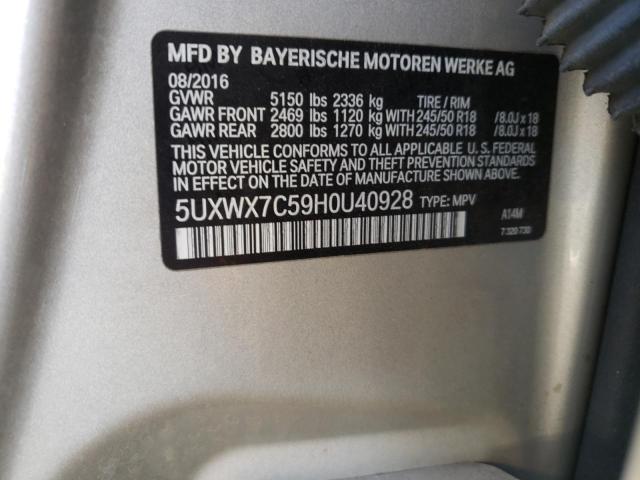 MFD BY BAYERISCHE MOTOREN WERKE AG
08/2016
GVWR 5150 lbs 2336 kg TIRE / RIM
GAWR FRONT 2469 lbs 1120 kg WITH 245/50 R18 /8.0J x 18
GAWR REAR 2800 lbs 1270 kg WITH 245/50 R18 /8.0J x 18
THIS VEHICLE CONFORMS TO ALL APPLICABLE U. S. FEDERAL
MOTOR VEHICLE SAFETY AND THEFT PREVENTION STANDARDS
IN EFFECT ON THE DATE OF MANUFACTURE SHOWN ABOVE.
5UXWX7C59H0U40928 TYPE: MPV A14M
7 320 730